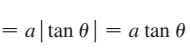 = a|tan θ| = a tan θ